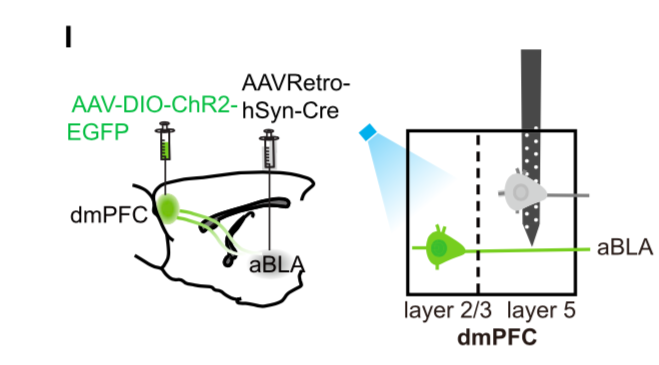 I
AAV-DIO-ChR2-
EGFP
AAVRetro-
hSyn-Cre
dmPFC
aBLA
aBLA
layer 2/3
layer 5
dmPFC